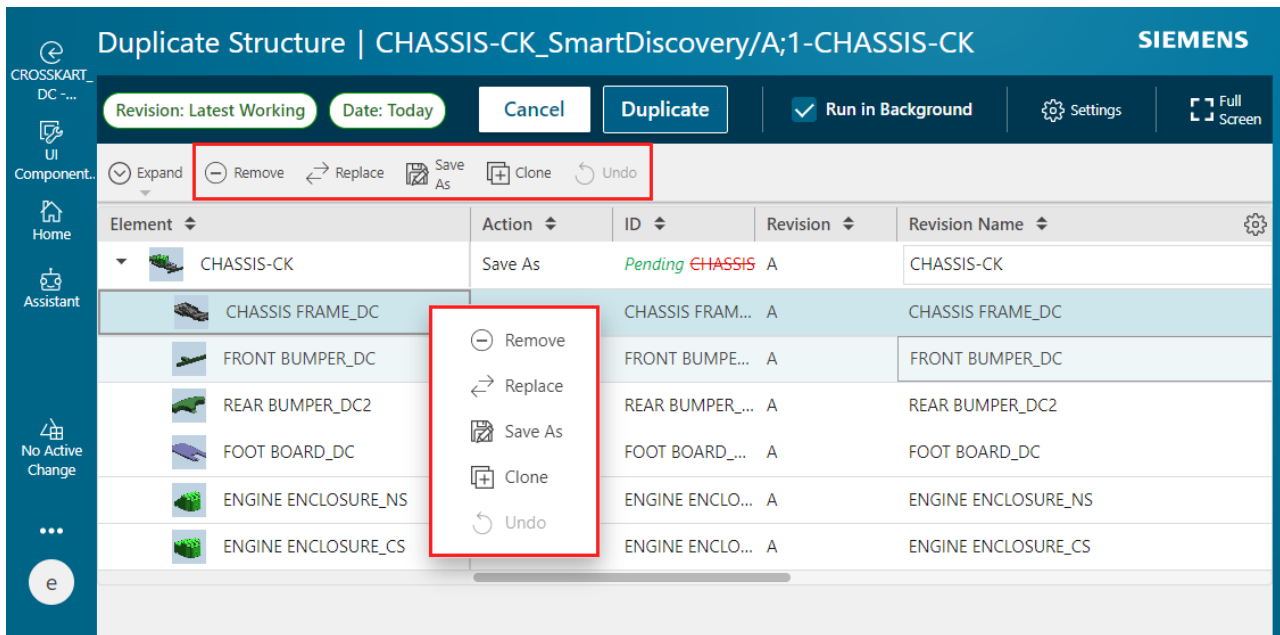 Duplicate Structure | CHASSIS-CK_SmartDiscovery/A;1-CHASSIS-CK
SIEMENS
CROSSKART_
DC -...
UI
Component..
Home
Assistant
No Active
Change
e
Revision: Latest Working
Date: Today
Cancel
Duplicate
Run in Background
Settings
Full
Screen
Expand
Remove
Replace
Save
As
Clone
Undo
Element Action ID Revision Revision Name
CHASSIS-CK Save As Pending CHASSIS A CHASSIS-CK
CHASSIS FRAME_DC CHASSIS FRAM... A CHASSIS FRAME_DC
FRONT BUMPER_DC FRONT BUMPE... A FRONT BUMPER_DC
REAR BUMPER_DC2 REAR BUMPER_... A REAR BUMPER_DC2
FOOT BOARD_DC FOOT BOARD_... A FOOT BOARD_DC
ENGINE ENCLOSURE_NS ENGINE ENCLO... A ENGINE ENCLOSURE_NS
ENGINE ENCLOSURE_CS ENGINE ENCLO... A ENGINE ENCLOSURE_CS
Remove
Replace
Save As
Clone
Undo